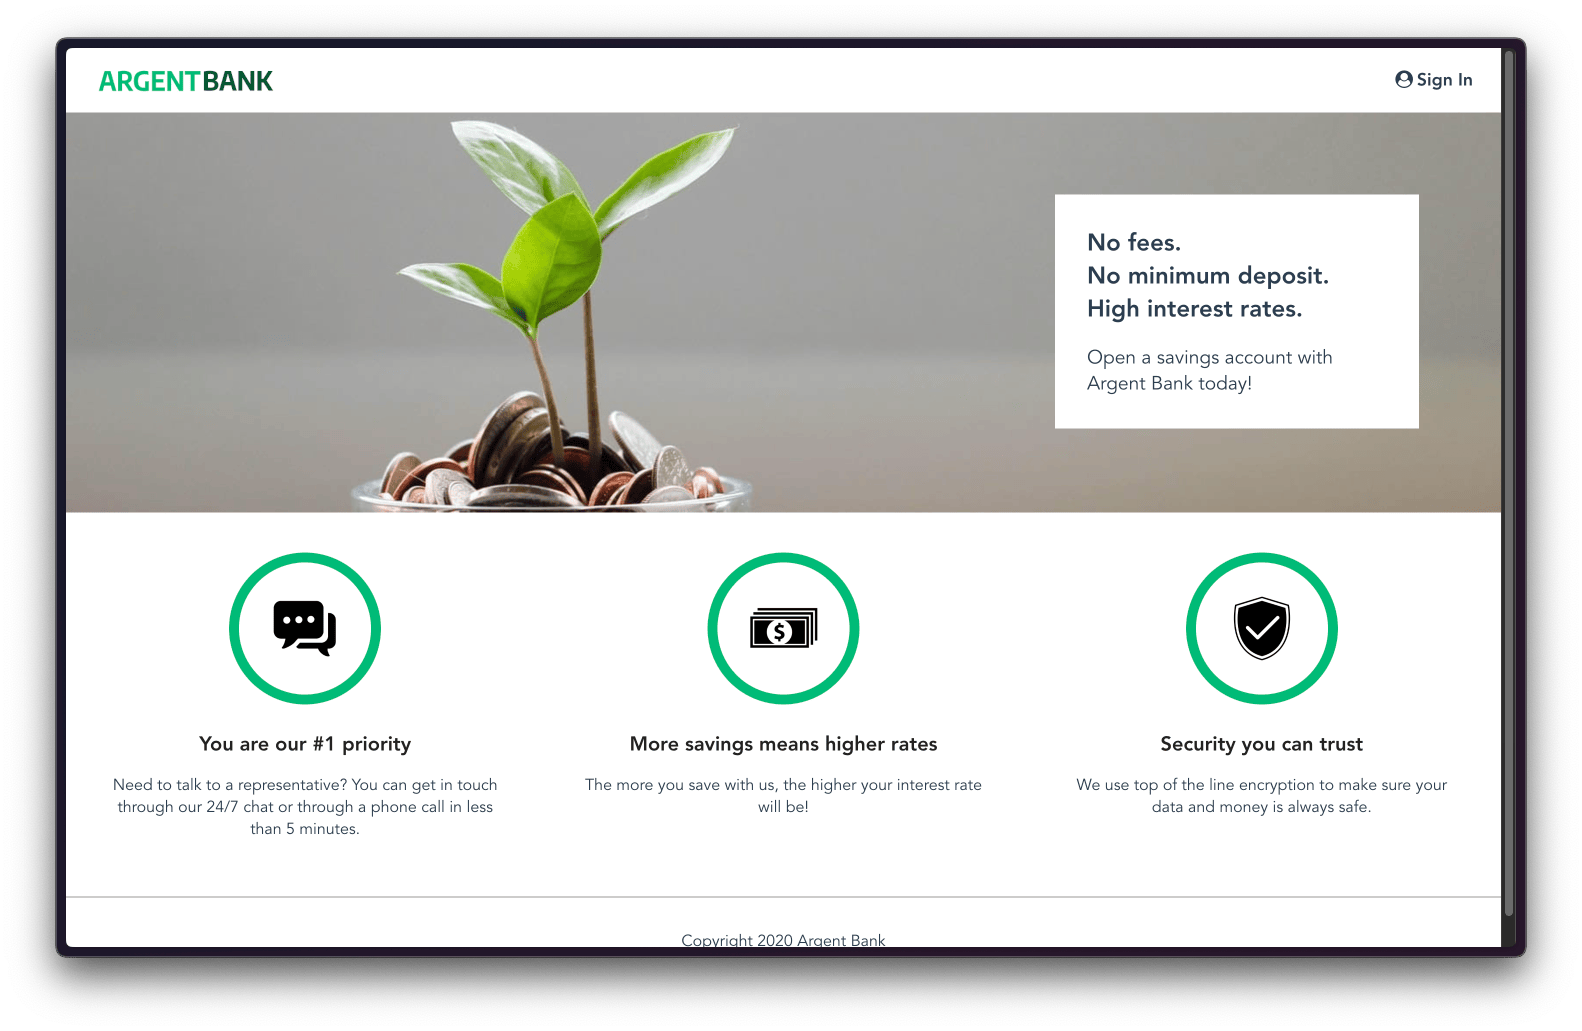 ARGENTBANK
Sign In
No fees.
No minimum deposit.
High interest rates.
Open a savings account with
Argent Bank today!
$
You are our #1 priority
Need to talk to a representative? You can get in touch
through our 24/7 chat or through a phone call in less
than 5 minutes.
More savings means higher rates
The more you save with us, the higher your interest rate
will be!
Security you can trust
We use top of the line encryption to make sure your
data and money is always safe.
Copyright 2020 Argent Bank